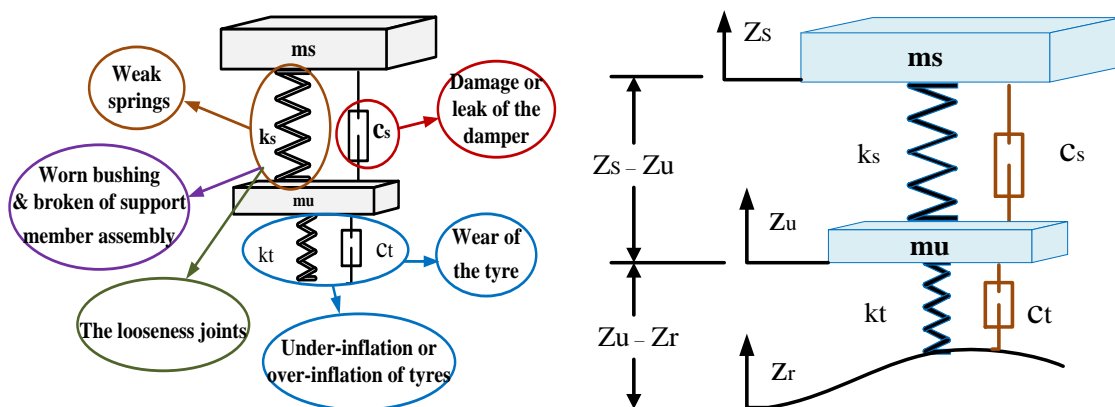 ms
Weak
springs
ks
cs
Damage or
leak of the
damper
Worn bushing
& broken of support
member assembly
mu
kt
ct
Wear of
the tyre
The looseness joints
Under-inflation or
over-inflation of tyres
Zs
ms
Zs – Zu
ks
cs
Zu
mu
Zu – Zr
kt
ct
Zr